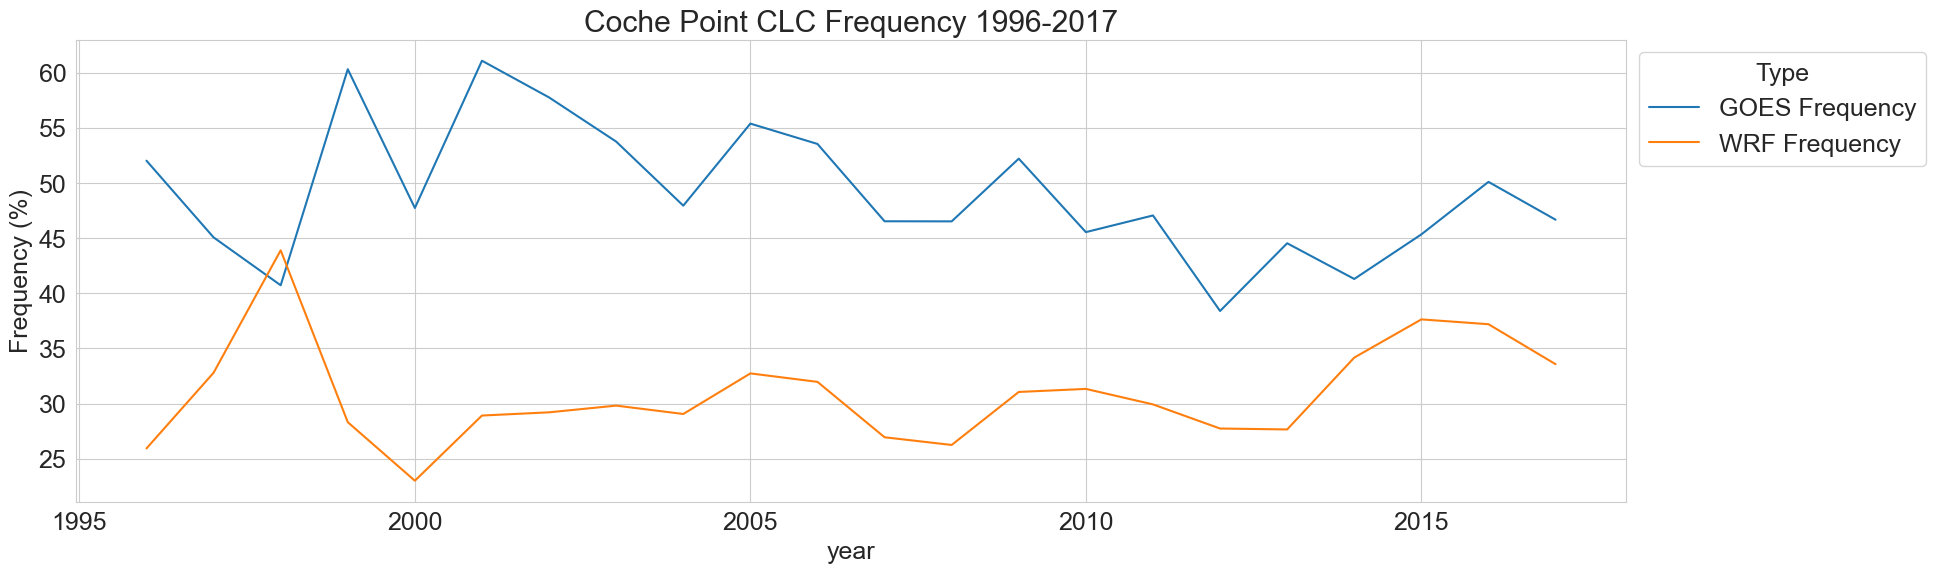 Coche Point CLC Frequency 1996-2017
Frequency (%)
60
55
50
45
40
35
30
25
1995
2000
2005
2010
2015
year
Type
GOES Frequency
WRF Frequency